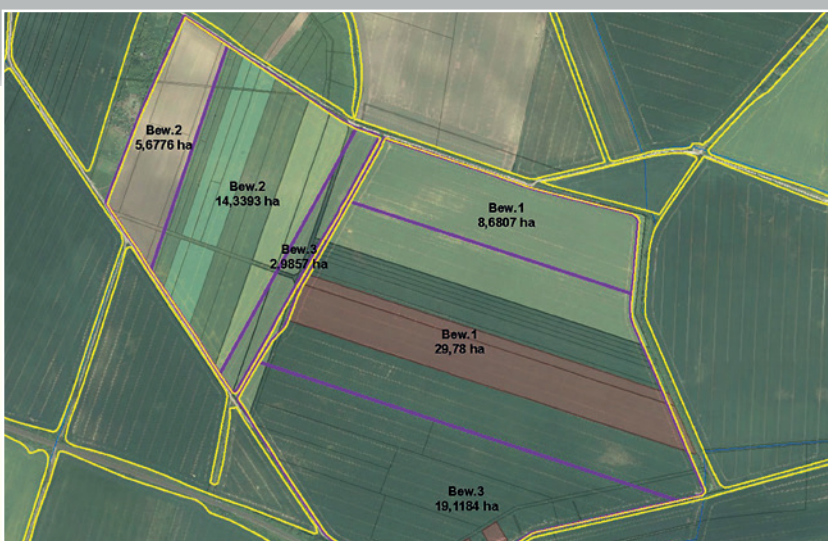 Bew.2
5,6776 ha
Bew.2
14,3393 ha
Bew.3
2,9857 ha
Bew.1
8,6807 ha
Bew.1
29,78 ha
Bew.3
19,1184 ha